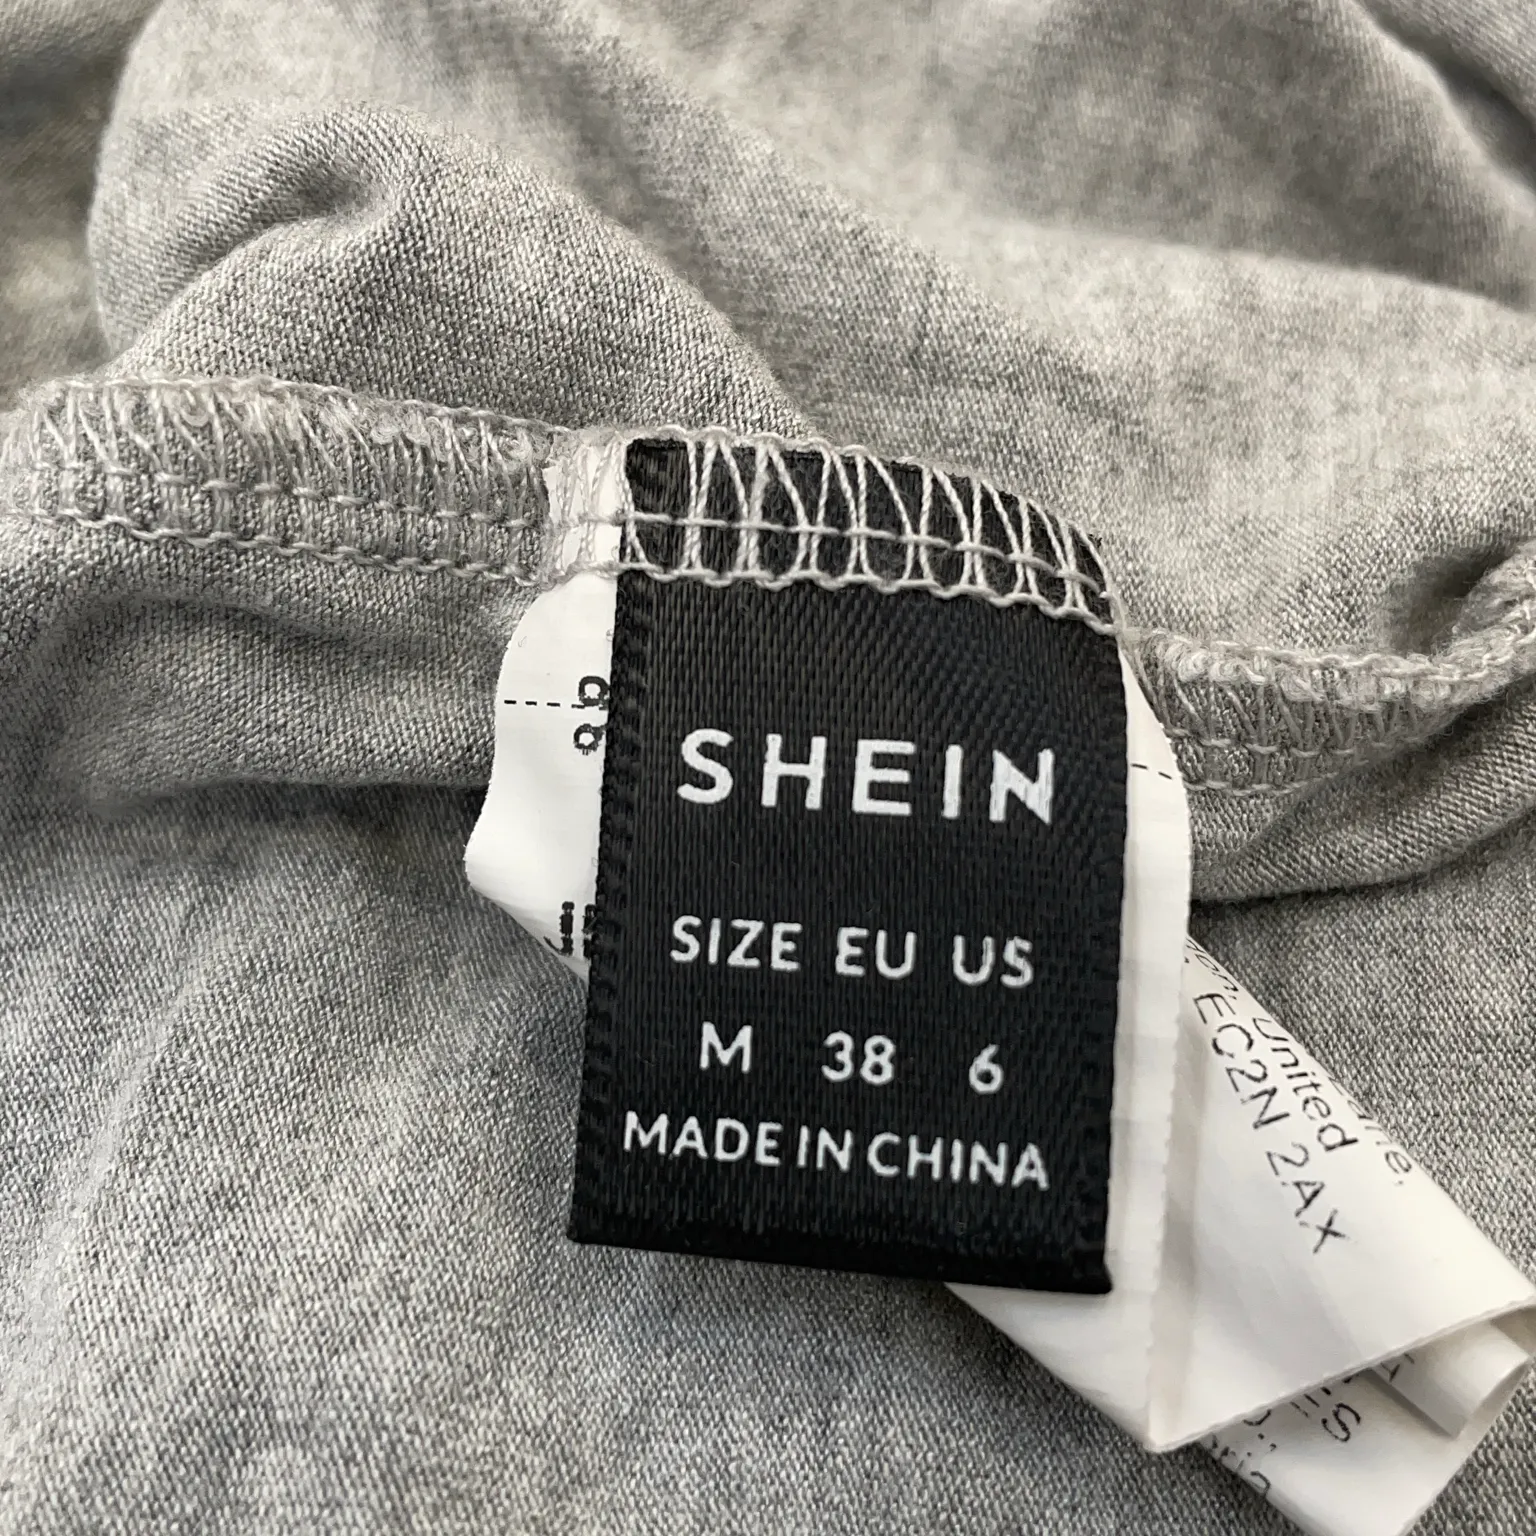 SHEIN
SIZE EU US
M 38 6
MADE IN CHINA
United
EC2N 2AX